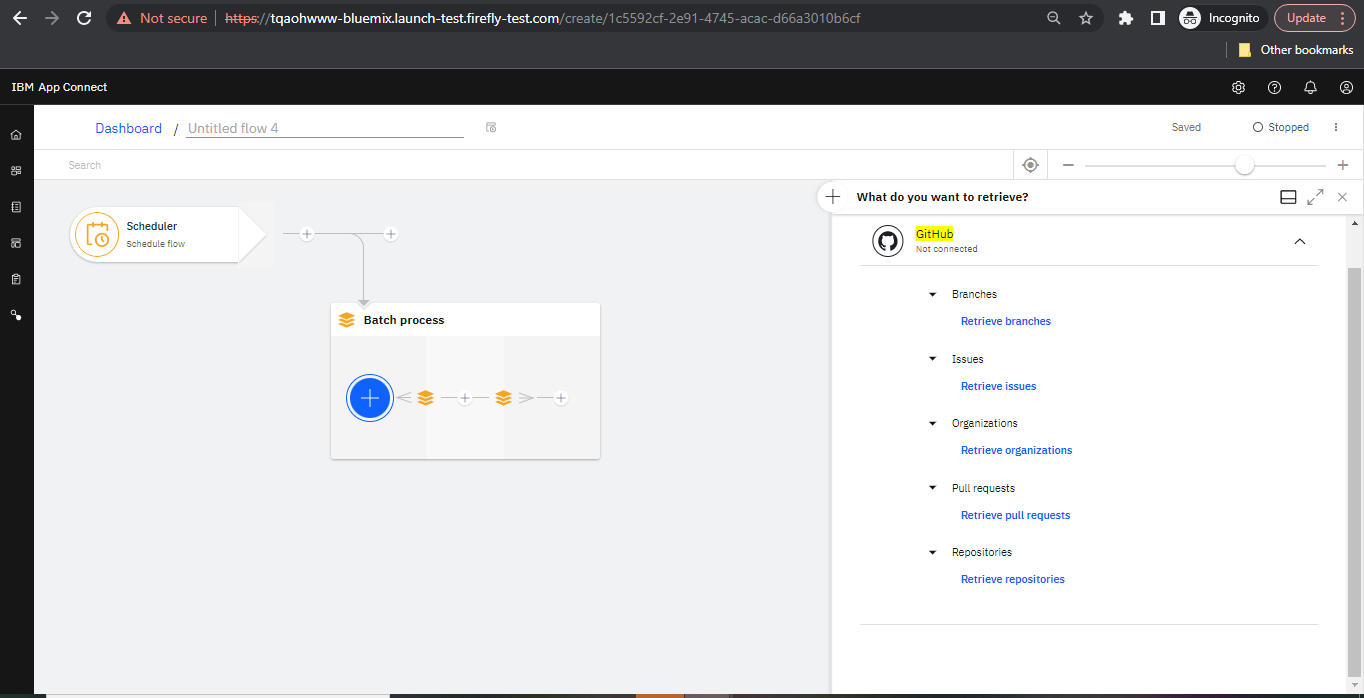 Not secure
https://tqaohwww-bluemix.launch-test.firefly-test.com/create/1c5592cf-2e91-4745-acac-d66a3010b6cf
Incognito
Update
Other bookmarks
IBM App Connect
Dashboard / Untitled flow 4
Saved
Stopped
Search
What do you want to retrieve?
Scheduler
Schedule flow
Batch process
GitHub
Not connected
Branches
Retrieve branches
Issues
Retrieve issues
Organizations
Retrieve organizations
Pull requests
Retrieve pull requests
Repositories
Retrieve repositories